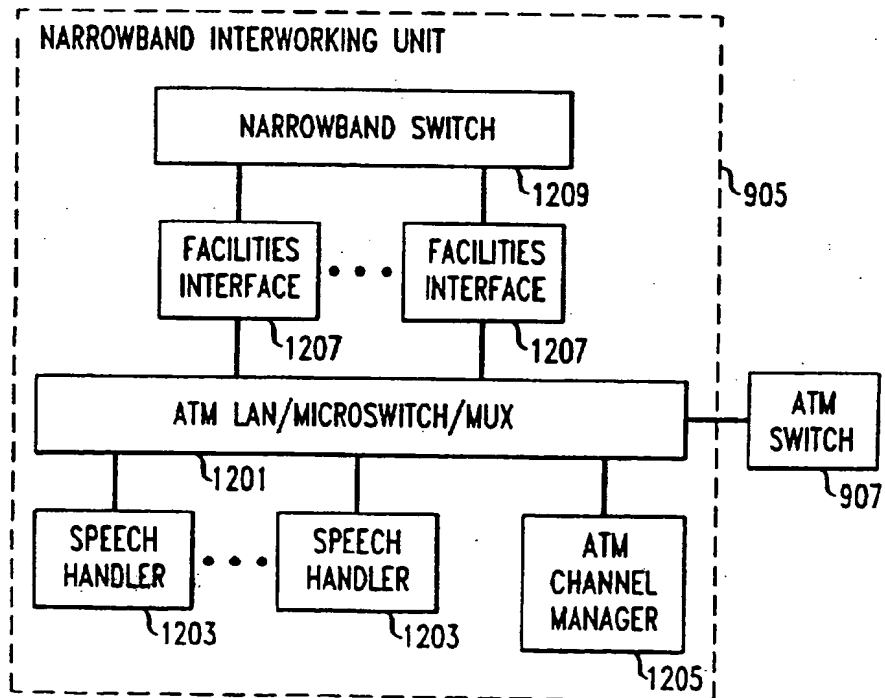 NARROWBAND INTERWORKING UNIT
NARROWBAND SWITCH
1209
905
FACILITIES
INTERFACE
FACILITIES
INTERFACE
1207
1207
ATM LAN/MICROSWITCH/MUX
ATM
SWITCH
1201
907
SPEECH
HANDLER
SPEECH
HANDLER
ATM
CHANNEL
MANAGER
1203
1203
1205